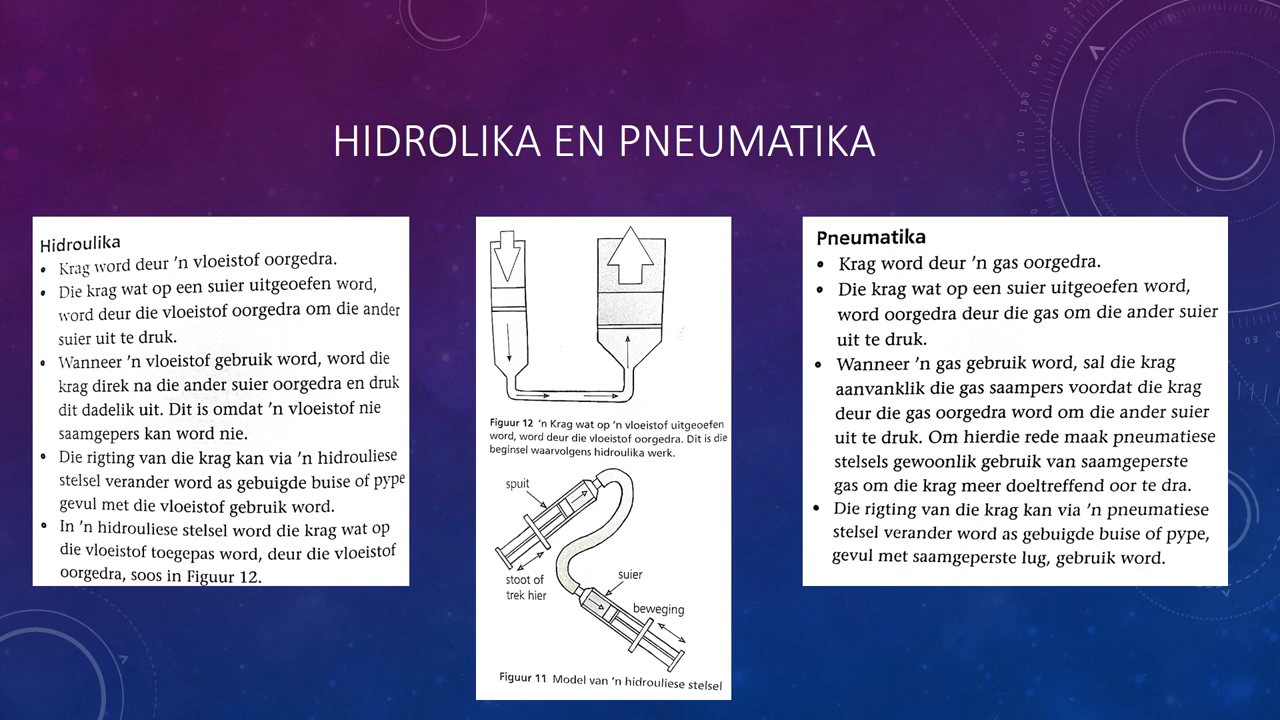 HIDROLIKA EN PNEUMATIKA
Hidroulika
• Krag word deur 'n vloeistof oorgedra.
• Die krag wat op een suier uitgeoefen word,
word deur die vloeistof oorgedra om die ander
suier uit te druk.
• Wanneer 'n vloeistof gebruik word, word die
krag direk na die ander suier oorgedra en druk
dit dadelik uit. Dit is omdat 'n vloeistof nie
saamgepers kan word nie.
• Die rigting van die krag kan via 'n hidrouliese
stelsel verander word as gebuigde buise of pype
gevul met die vloeistof gebruik word.
• In 'n hidrouliese stelsel word die krag wat op
die vloeistof toegepas word, deur die vloeistof
oorgedra, soos in Figuur 12.
Figuur 12 'n Krag wat op 'n vloeistof uitgeoefen
word, word deur die vloeistof oorgedra. Dit is die
beginsel waarvolgens hidroulika werk.
spuit
stoot of
trek hier
suier
beweging
Figuur 11 Model van 'n hidrouliese stelsel
Pneumatika
• Krag word deur 'n gas oorgedra.
• Die krag wat op een suier uitgeoefen word,
word oorgedra deur die gas om die ander suier
uit te druk.
• Wanneer 'n gas gebruik word, sal die krag
aanvanklik die gas saampers voordat die krag
deur die gas oorgedra word om die ander suier
uit te druk. Om hierdie rede maak pneumatiese
stelsels gewoonlik gebruik van saamgeperste
gas om die krag meer doeltreffend oor te dra.
• Die rigting van die krag kan via 'n pneumatiese
stelsel verander word as gebuigde buise of pype,
gevul met saamgeperste lug, gebruik word.
210
200
190
180
170
160
80